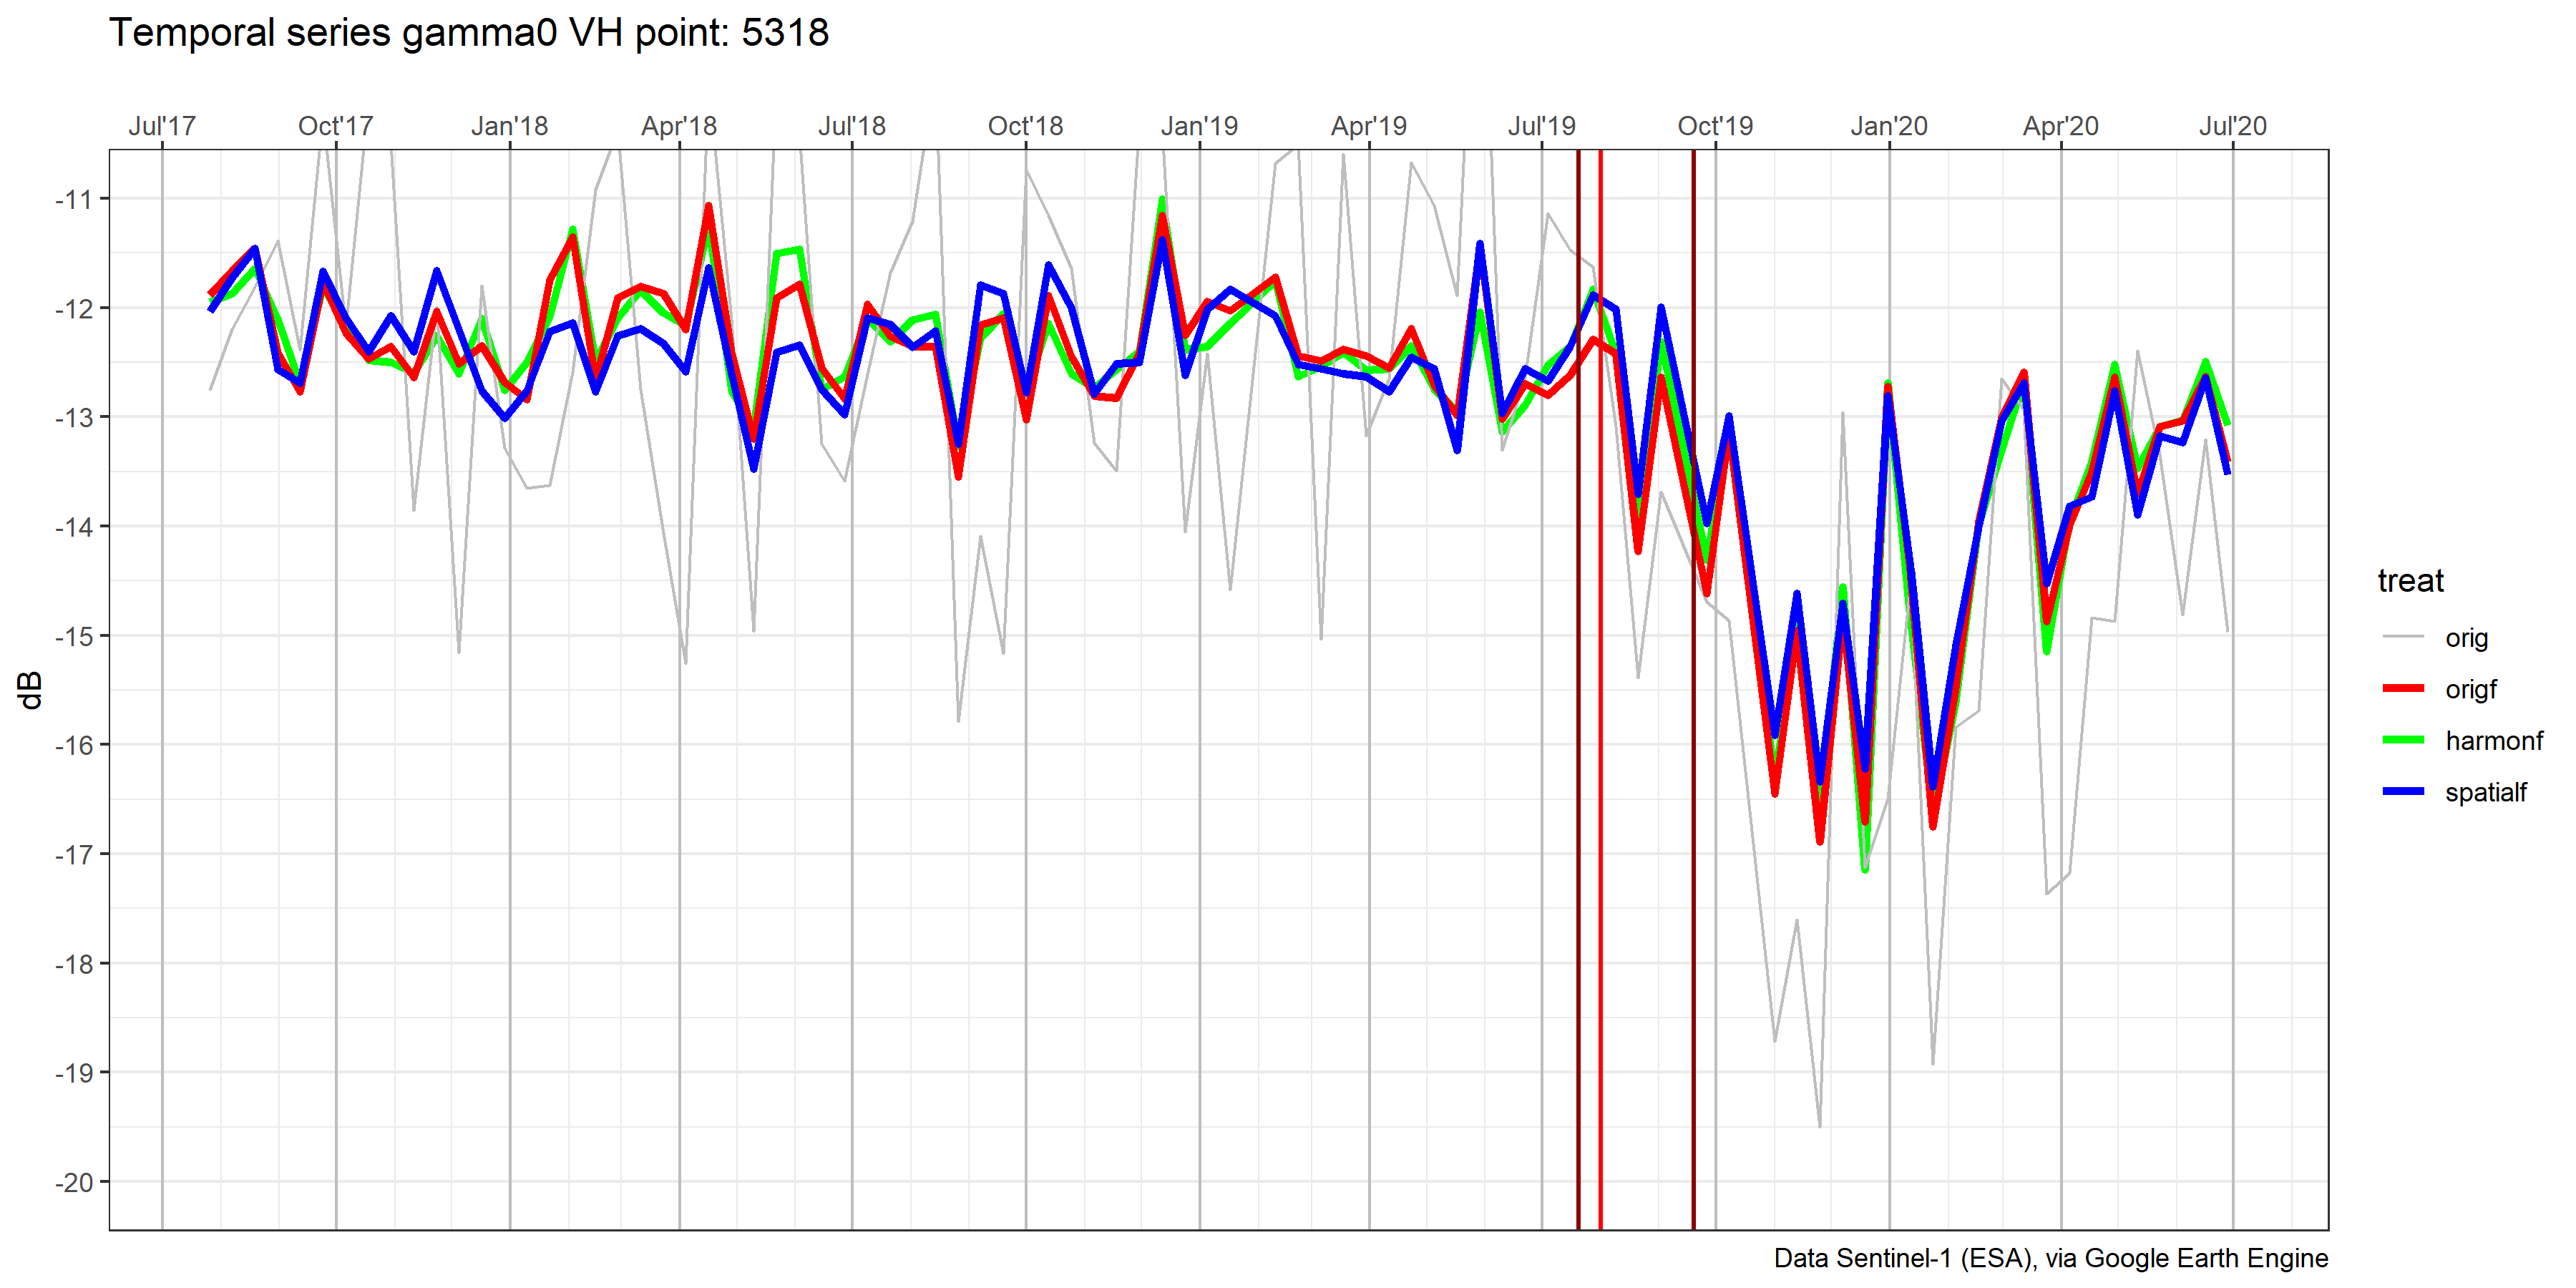 Temporal series gamma0 VH point: 5318
Jul'17 Oct'17 Jan'18 Apr'18 Jul'18 Oct'18 Jan'19 Apr'19 Jul'19 Oct'19 Jan'20 Apr'20 Jul'20
-11
-12
-13
-14
-15
-16
-17
-18
-19
-20
dB
treat
orig
origf
harmonf
spatialf
Data Sentinel-1 (ESA), via Google Earth Engine